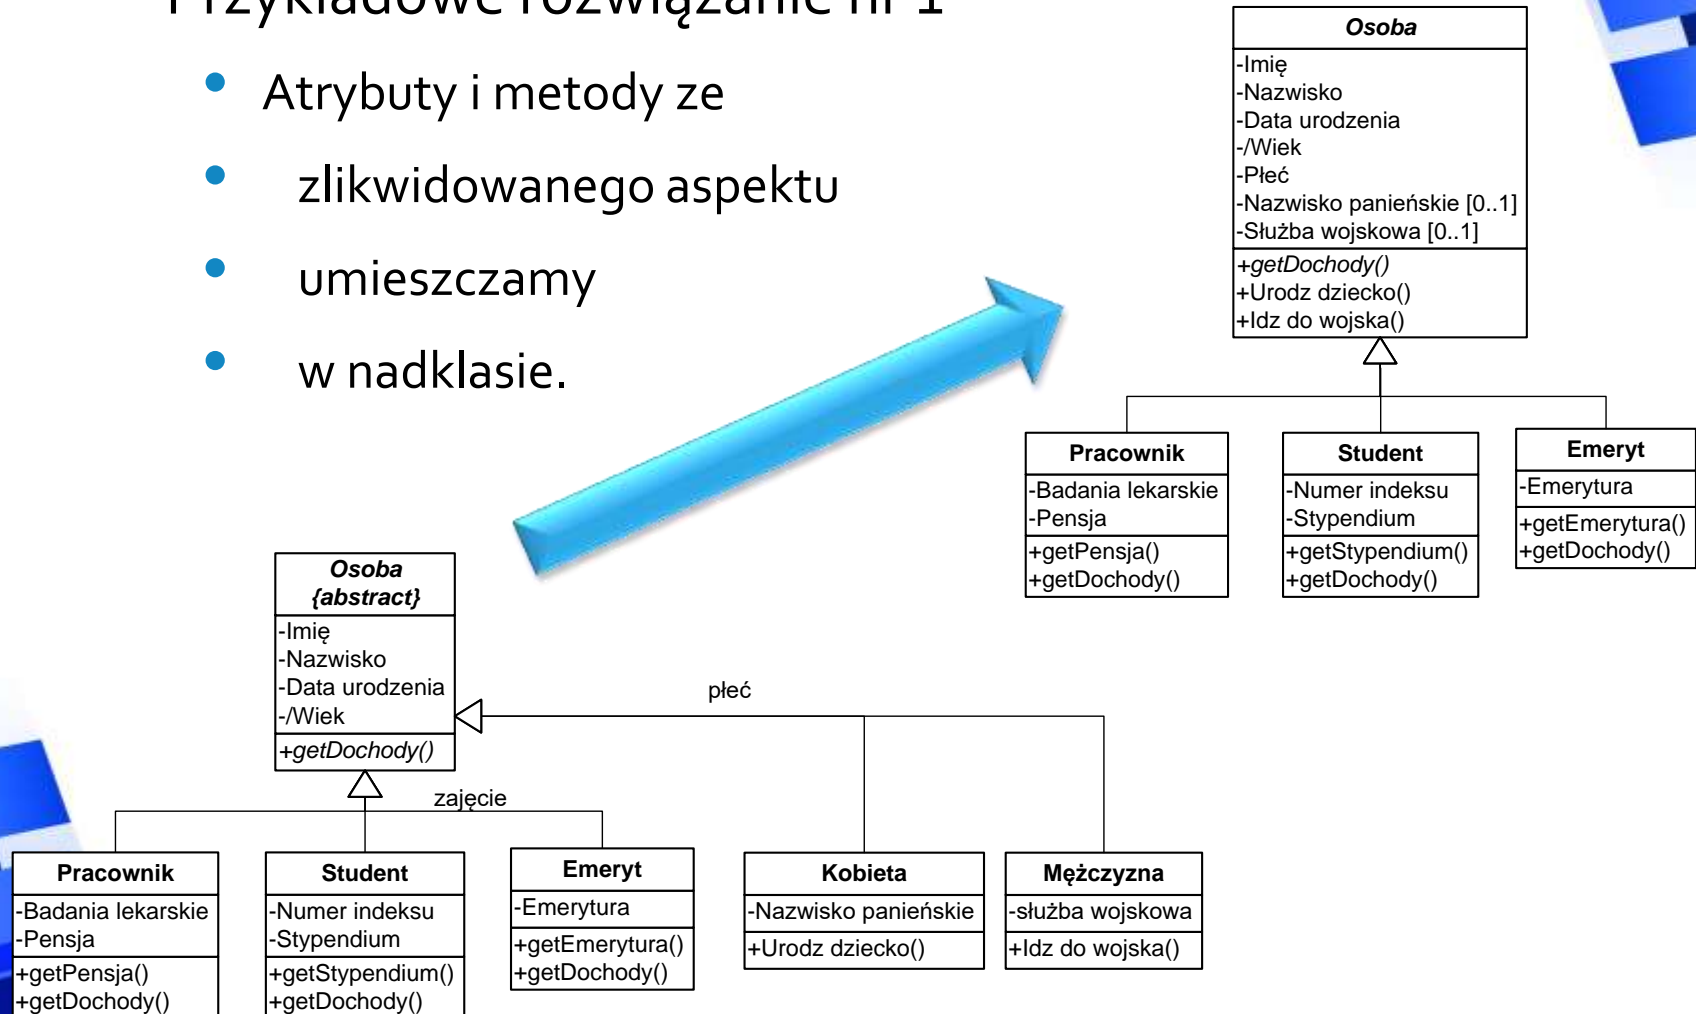 Przykładowe rozwiązanie nr 1
Atrybuty i metody ze
zlikwidowanego aspektu
umieszczamy
w nadklasie.
Osoba
-Imię
-Nazwisko
-Data urodzenia
-/Wiek
-Płeć
-Nazwisko panieńskie [0..1]
-Służba wojskowa [0..1]
+getDochody()
+Urodz dziecko()
+Idz do wojska()
Pracownik
-Badania lekarskie
-Pensja
+getPensja()
+getDochody()
Student
-Numer indeksu
-Stypendium
+getStypendium()
+getDochody()
Emeryt
-Emerytura
+getEmerytura()
+getDochody()
Osoba
{abstract}
-Imię
-Nazwisko
-Data urodzenia
-/Wiek
+getDochody()
płeć
zajęcie
Pracownik
-Badania lekarskie
-Pensja
+getPensja()
+getDochody()
Student
-Numer indeksu
-Stypendium
+getStypendium()
+getDochody()
Emeryt
-Emerytura
+getEmerytura()
+getDochody()
Kobieta
-Nazwisko panieńskie
+Urodz dziecko()
Mężczyzna
-służba wojskowa
+Idz do wojska()